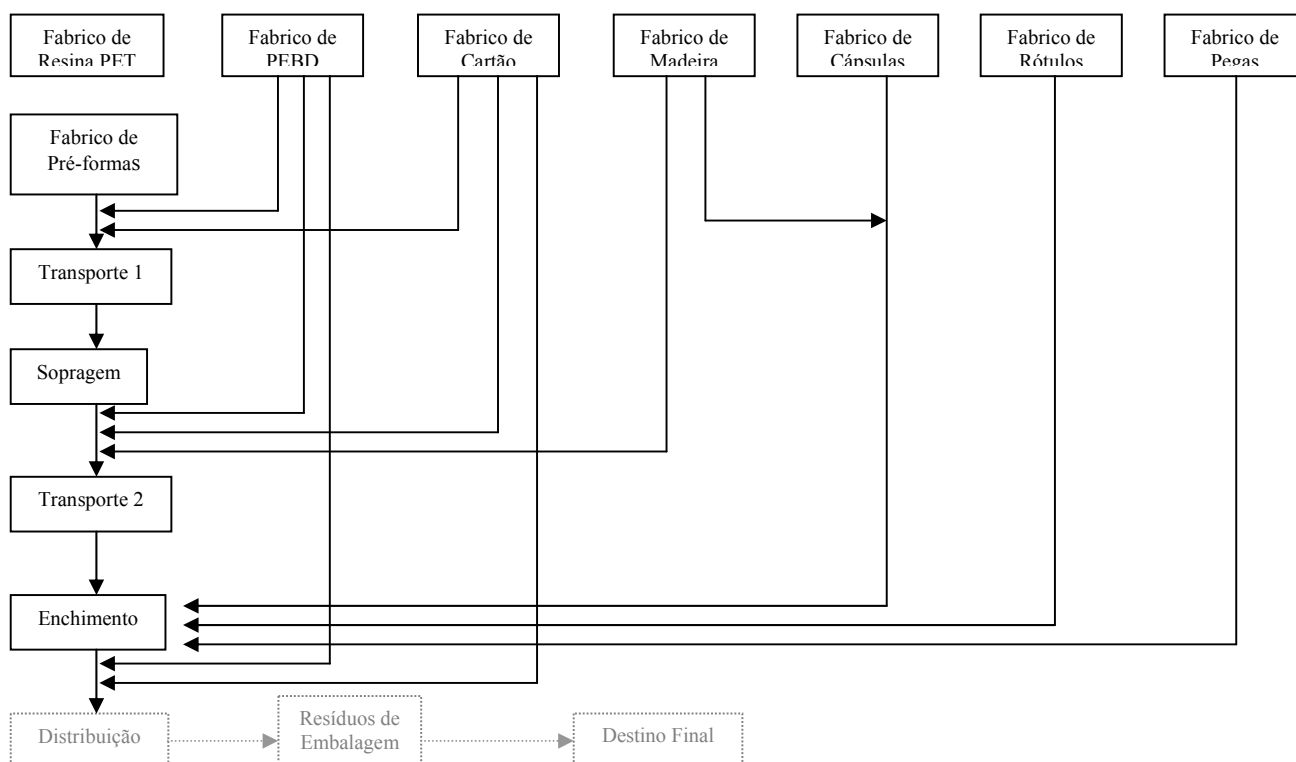 Fabrico de
Resina PET
Fabrico de
PEBD
Fabrico de
Cartão
Fabrico de
Madeira
Fabrico de
Cápsulas
Fabrico de
Rótulos
Fabrico de
Pegas
Fabrico de
Pré-formas
Transporte 1
Sopragem
Transporte 2
Enchimento
Distribuição
Resíduos de
Embalagem
Destino Final